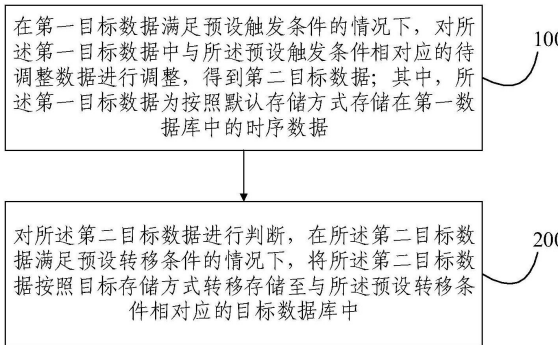 在第一目标数据满足预设触发条件的情况下，对所
述第一目标数据中与所述预设触发条件相对应的待
调整数据进行调整，得到第二目标数据；其中，所
述第一目标数据为按照默认存储方式存储在第一数
据库中的时序数据
100
对所述第二目标数据进行判断，在所述第二目标数
据满足预设转移条件的情况下，将所述第二目标数
据按照目标存储方式转移存储至与所述预设转移条
件相对应的目标数据库中
200